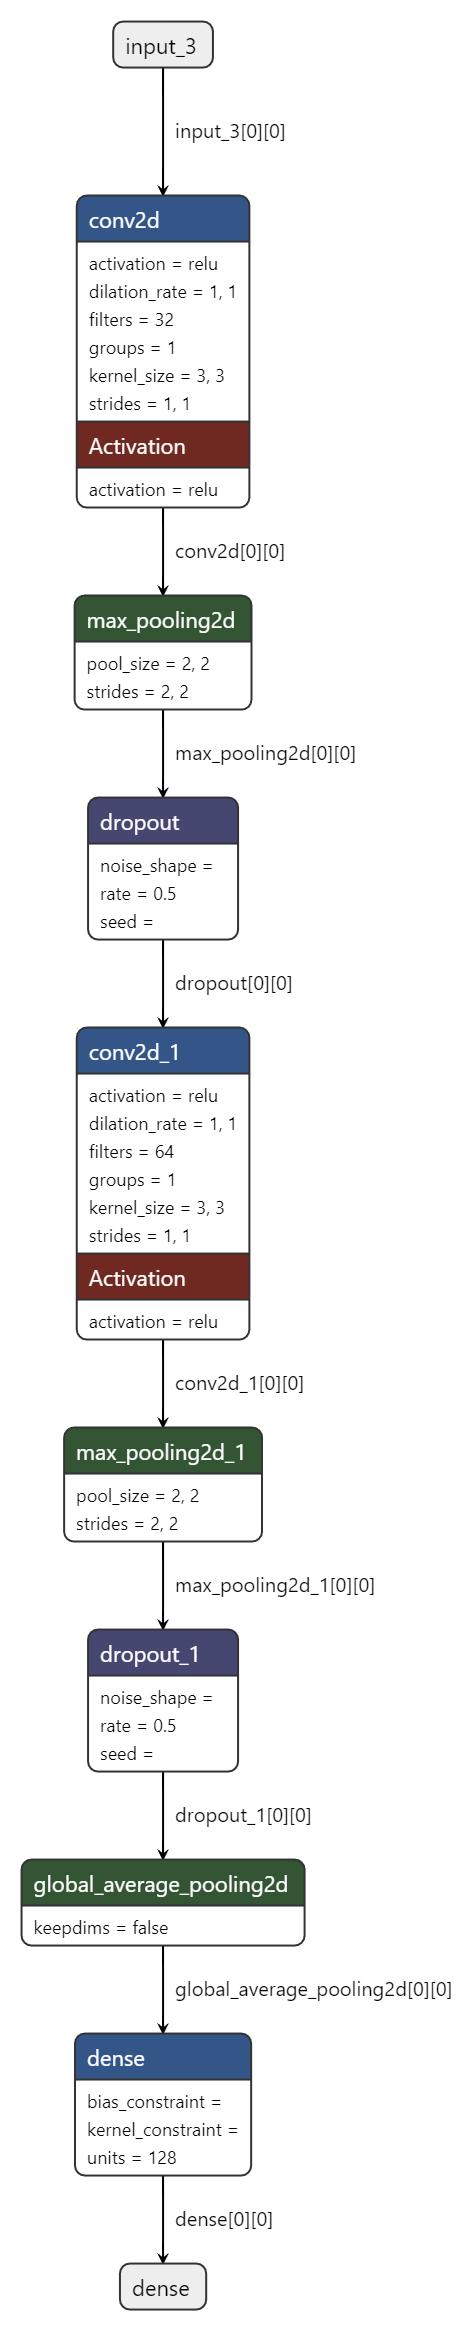 input_3
input_3[0][0]
conv2d
activation = relu
dilation_rate = 1, 1
filters = 32
groups = 1
kernel_size = 3, 3
strides = 1, 1
Activation
activation = relu
conv2d[0][0]
max_pooling2d
pool_size = 2, 2
strides = 2, 2
max_pooling2d[0][0]
dropout
noise_shape =
rate = 0.5
seed =
dropout[0][0]
conv2d_1
activation = relu
dilation_rate = 1, 1
filters = 64
groups = 1
kernel_size = 3, 3
strides = 1, 1
Activation
activation = relu
conv2d_1[0][0]
max_pooling2d_1
pool_size = 2, 2
strides = 2, 2
max_pooling2d_1[0][0]
dropout_1
noise_shape =
rate = 0.5
seed =
dropout_1[0][0]
global_average_pooling2d
keepdims = false
global_average_pooling2d[0][0]
dense
bias_constraint =
kernel_constraint =
units = 128
dense[0][0]
dense